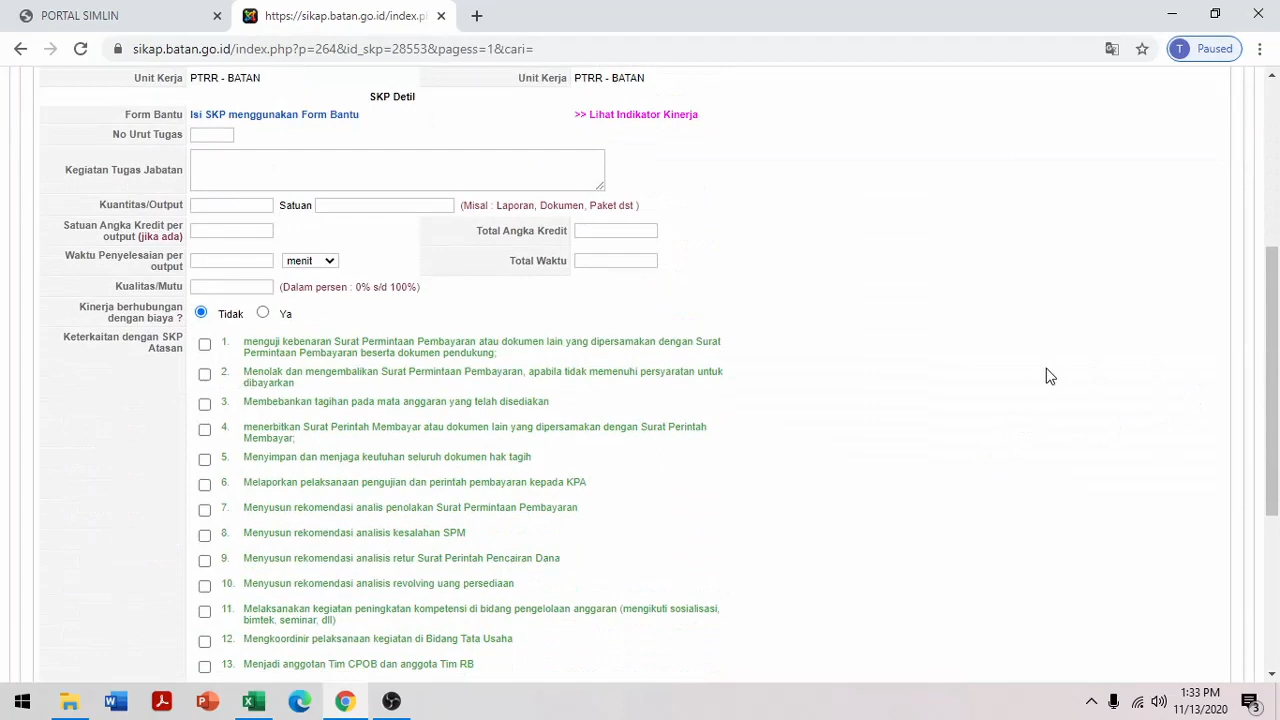 PORTAL SIMLIN
https://sikap.batan.go.id/index.pl
sikap.batan.go.id/index.php?p=264&id_skp=28553&pagess=1&cari=
T Paused
Unit Kerja PTRR - BATAN Unit Kerja PTRR - BATAN
SKP Detil
Form Bantu Isi SKP menggunakan Form Bantu >> Lihat Indikator Kinerja
No Urut Tugas
Kegiatan Tugas Jabatan
Kuantitas/Output Satuan (Misal : Laporan, Dokumen, Paket dst )
Satuan Angka Kredit per
output (jika ada) Total Angka Kredit
Waktu Penyelesaian per
output menit Total Waktu
Kualitas/Mutu (Dalam persen : 0% s/d 100%)
Kinerja berhubungan
dengan biaya ? Tidak Ya
Keterkaitan dengan SKP
Atasan
1. menguji kebenaran Surat Permintaan Pembayaran atau dokumen lain yang dipersamakan dengan Surat
Permintaan Pembayaran beserta dokumen pendukung;
2. Menolak dan mengembalikan Surat Permintaan Pembayaran, apabila tidak memenuhi persyaratan untuk
dibayarkan
3. Membebankan tagihan pada mata anggaran yang telah disediakan
4. menerbitkan Surat Perintah Membayar atau dokumen lain yang dipersamakan dengan Surat Perintah
Membayar;
5. Menyimpan dan menjaga keutuhan seluruh dokumen hak tagih
6. Melaporkan pelaksanaan pengujian dan perintah pembayaran kepada KPA
7. Menyusun rekomendasi analis penolakan Surat Permintaan Pembayaran
8. Menyusun rekomendasi analisis kesalahan SPM
9. Menyusun rekomendasi analisis retur Surat Perintah Pencairan Dana
10. Menyusun rekomendasi analisis revolving uang persediaan
11. Melaksanakan kegiatan peningkatan kompetensi di bidang pengelolaan anggaran (mengikuti sosialisasi,
bimtek, seminar, dll)
12. Mengkoordinir pelaksanaan kegiatan di Bidang Tata Usaha
13. Menjadi anggotan Tim CPOB dan anggota Tim RB
1:33 PM
11/13/2020
3